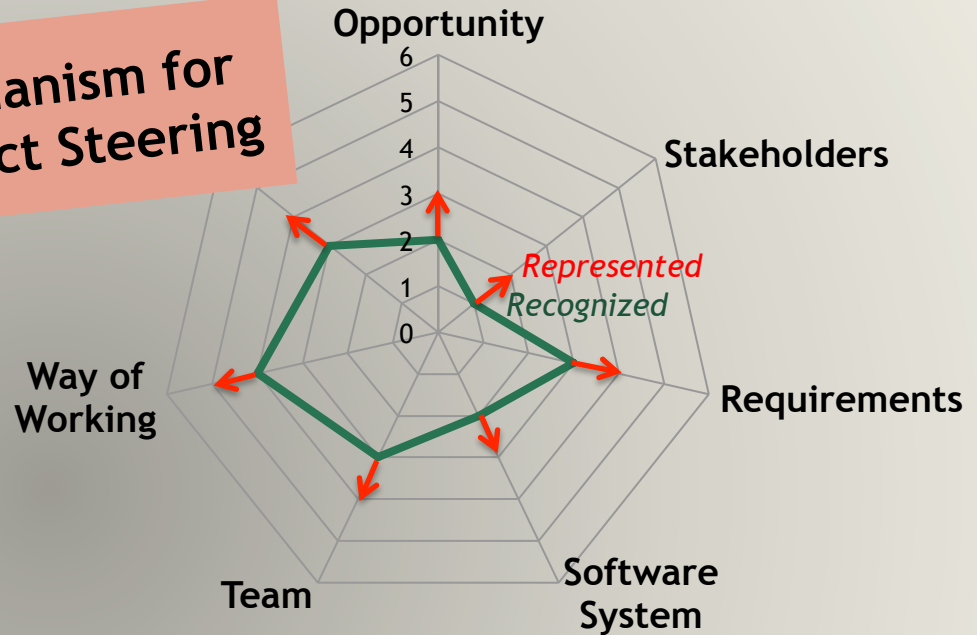 anism for
ct Steering
Opportunity
6
5
4
3
2
1
0
Stakeholders
Represented
Recognized
Requirements
Way of
Working
Team
Software
System